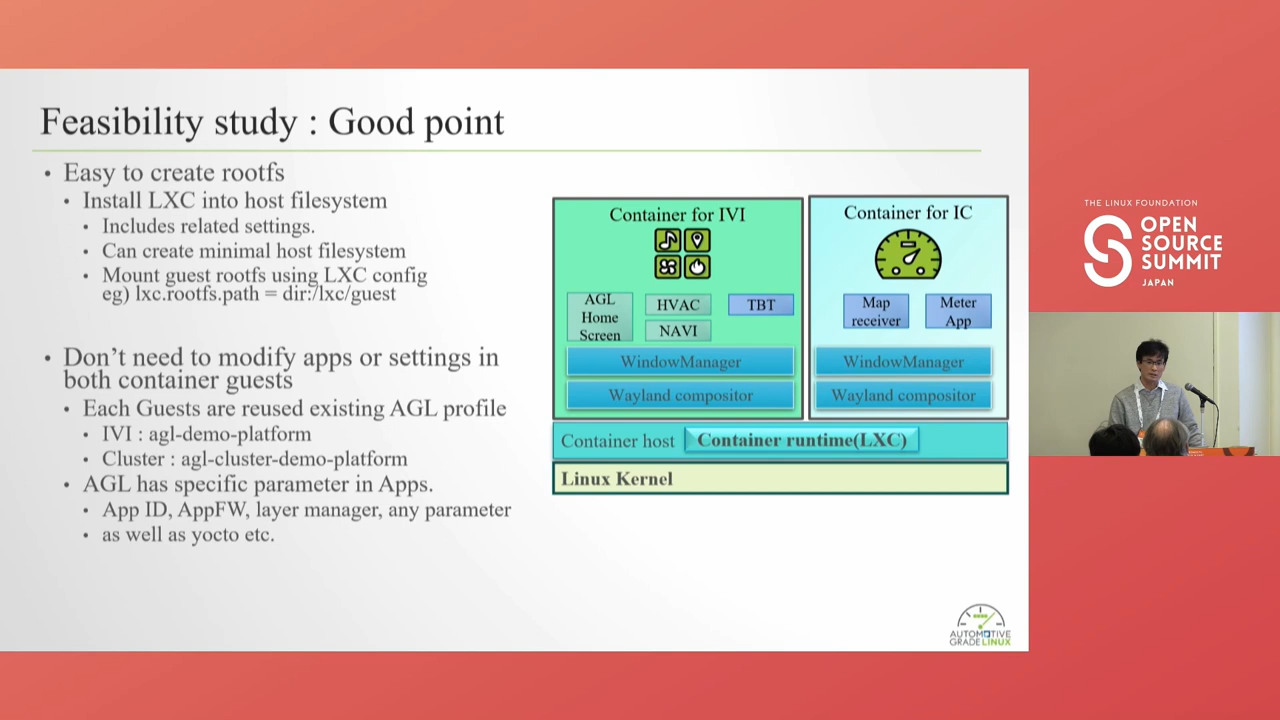 Feasibility study : Good point
• Easy to create rootfs
• Install LXC into host filesystem
• Includes related settings.
• Can create minimal host filesystem
• Mount guest rootfs using LXC config
eg) lxc.rootfs.path = dir:/lxc/guest
• Don’t need to modify apps or settings in
both container guests
• Each Guests are reused existing AGL profile
• IVI : agl-demo-platform
• Cluster : agl-cluster-demo-platform
• AGL has specific parameter in Apps.
• App ID, AppFW, layer manager, any parameter
• as well as yocto etc.
Container for IVI
AGL
Home
Screen
HVAC
NAVI
TBT
WindowManager
Wayland compositor
Container for IC
Map
receiver
Meter
App
WindowManager
Wayland compositor
Container host
Container runtime(LXC)
Linux Kernel
AUTOMOTIVE
GRADE LINUX
THE LINUX FOUNDATION
OPEN
SOURCE
SUMMIT
JAPAN